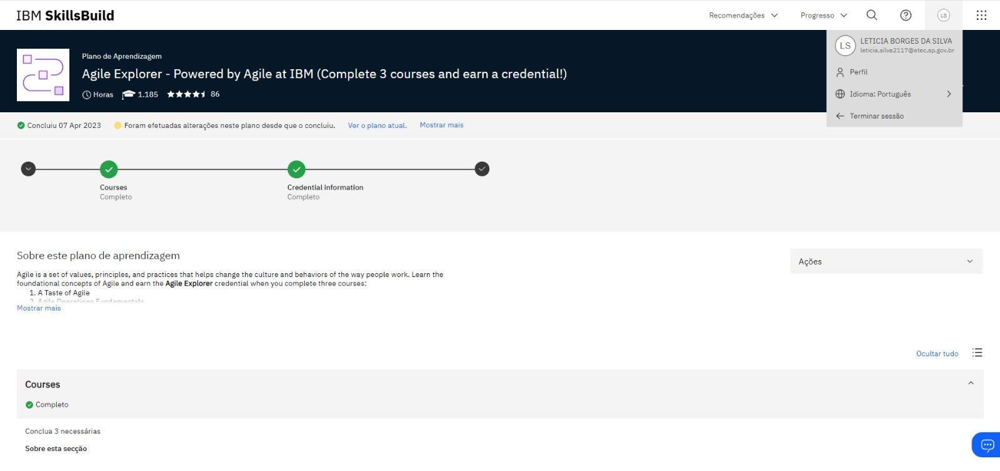 IBM SkillsBuild
Recomendações
Progresso
LS
LS
LETICIA BORGES DA SILVA
leticia.silva2117@etec.sp.gov.br
Perfil
Idioma: Português
Terminar sessão
Plano de Aprendizagem
Agile Explorer - Powered by Agile at IBM (Complete 3 courses and earn a credential!)
Horas 1.185 86
Concluiu 07 Apr 2023 Foram efetuadas alterações neste plano desde que o concluiu. Ver o plano atual. Mostrar mais
Courses
Completo
Credential information
Completo
Sobre este plano de aprendizagem
Ações
Agile is a set of values, principles, and practices that helps change the culture and behaviors of the way people work. Learn the
foundational concepts of Agile and earn the Agile Explorer credential when you complete three courses:
1. A Taste of Agile
2. Agile Operations Fundamentals
Mostrar mais
Ocultar tudo
Courses
Completo
Conclua 3 necessárias
Sobre esta secção